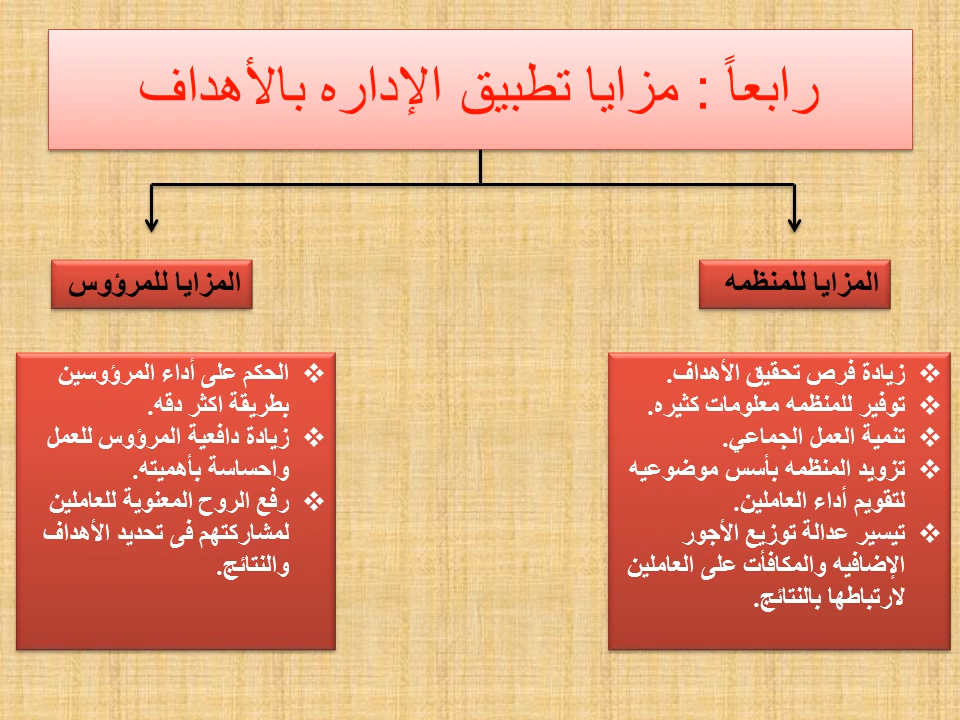 رابعاً : مزايا تطبيق الإداره بالأهداف
المزايا للمنظمه
❖ زيادة فرص تحقيق الأهداف.
❖ توفير للمنظمه معلومات كثيره.
❖ تنمية العمل الجماعي.
❖ تزويد المنظمه بأسس موضوعيه
لتقويم أداء العاملين.
❖ تيسير عدالة توزيع الأجور
الإضافيه والمكافأت على العاملين
لارتباطها بالنتائج.
المزايا للمرؤوس
❖ الحكم على أداء المرؤوسين
بطريقة اكثر دقه.
❖ زيادة دافعية المرؤوس للعمل
واحساسة بأهميته.
❖ رفع الروح المعنوية للعاملين
لمشاركتهم فى تحديد الأهداف
والنتائج.